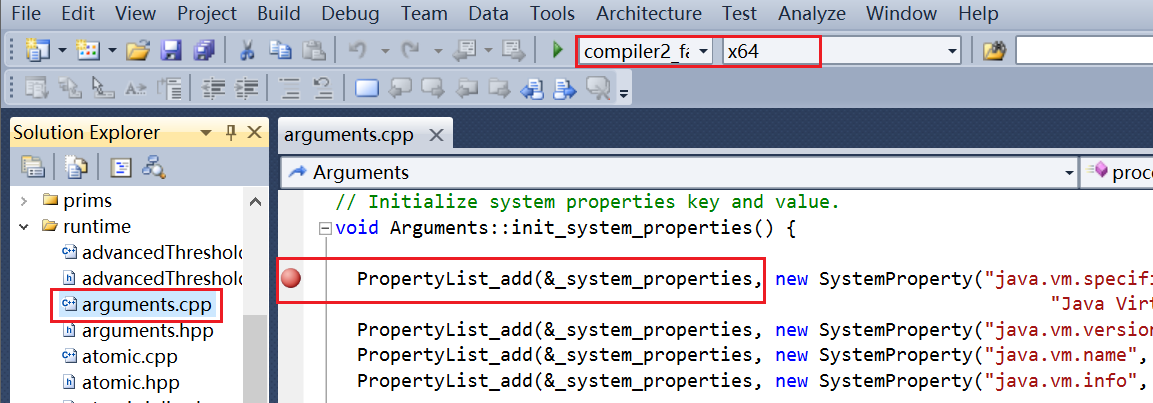 File Edit View Project Build Debug Team Data Tools Architecture Test Analyze Window Help
compiler2_fa x64
Solution Explorer
arguments.cpp
Arguments proce
prims
runtime
advancedThreshold
advancedThreshold
arguments.cpp
arguments.hpp
atomic.cpp
atomic.hpp
// Initialize system properties key and value.
void Arguments::init_system_properties() {
PropertyList_add(&_system_properties, new SystemProperty("java.vm.specifi
"Java Virt
PropertyList_add(&_system_properties, new SystemProperty("java.vm.version
PropertyList_add(&_system_properties, new SystemProperty("java.vm.name",
PropertyList_add(&_system_properties, new SystemProperty("java.vm.info",